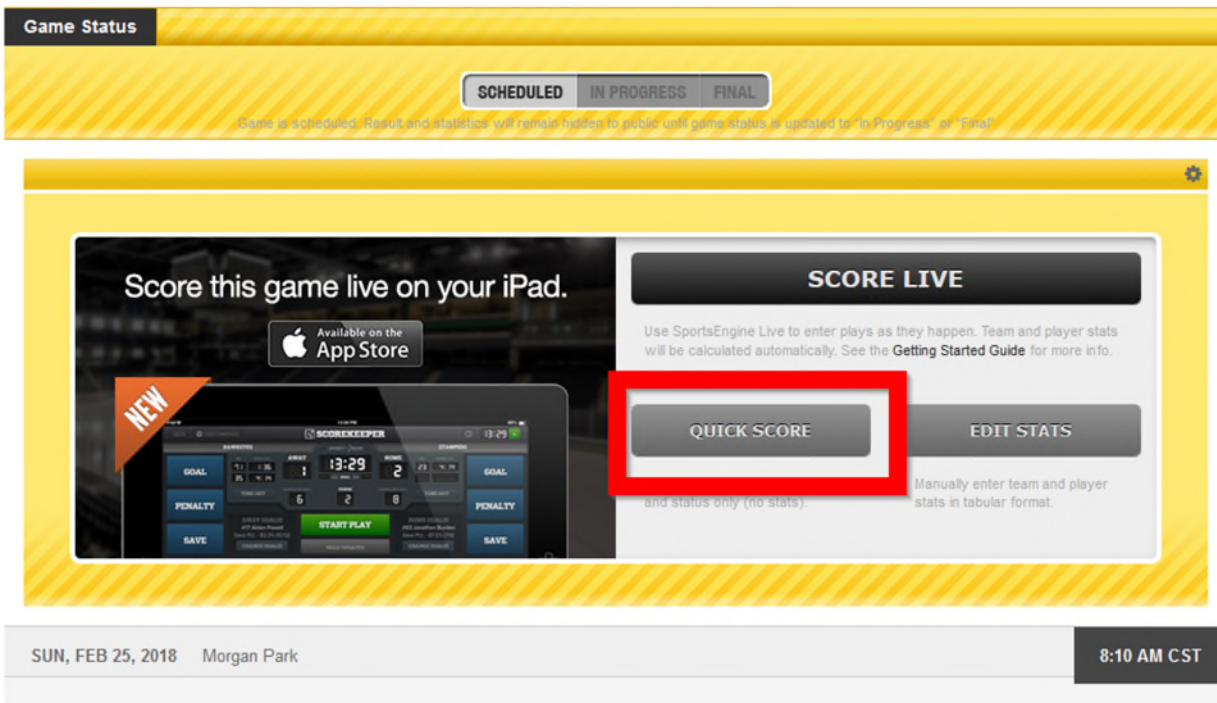 Game Status
SCHEDULED IN PROGRESS FINAL
Game is scheduled. Result and statistics will remain hidden to public until game status is updated to "in Progress" or "Final"
Score this game live on your iPad.
Available on the
App Store
NEW
SCOREKEEPER
13:29
AWAY HOME
GOAL 1 13:29 2 GOAL
6 2 8
PENALTY PENALTY
START PLAY
SAVE SAVE
SCORE LIVE
Use SportsEngine Live to enter plays as they happen. Team and player stats
will be calculated automatically. See the Getting Started Guide for more info.
QUICK SCORE EDIT STATS
Manually enter team and player
and status only (no stats). stats in tabular format.
SUN, FEB 25, 2018 Morgan Park 8:10 AM CST